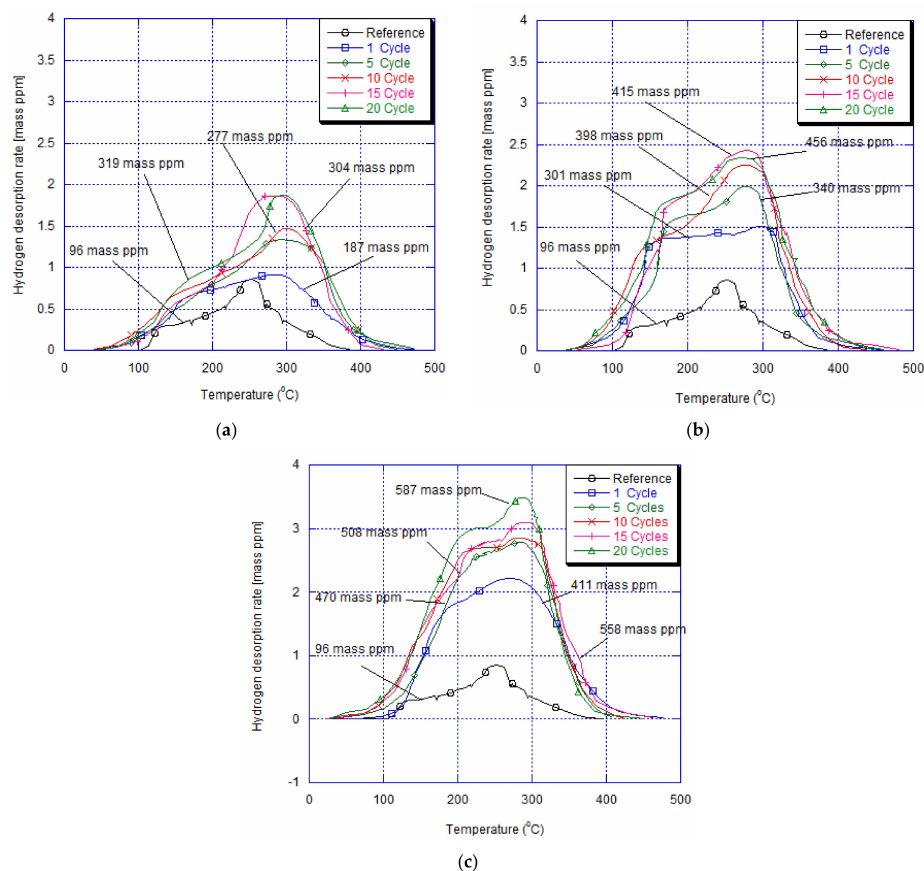 4
3.5
3
2.5
2
1.5
1
0.5
0
Hydrogen desorption rate [mass ppm]
Reference
1 Cycle
5 Cycle
10 Cycle
15 Cycle
20 Cycle
277 mass ppm
319 mass ppm
304 mass ppm
96 mass ppm
187 mass ppm
0 100 200 300 400 500
Temperature (⁰C)
(a)
4
3.5
3
2.5
2
1.5
1
0.5
0
Hydrogen desorption rate [mass ppm]
Reference
1 Cycle
5 Cycle
10 Cycle
15 Cycle
20 Cycle
415 mass ppm
398 mass ppm
456 mass ppm
301 mass ppm
340 mass ppm
96 mass ppm
0 100 200 300 400 500
Temperature (⁰C)
(b)
4
3
2
1
0
-1
Hydrogen desorption rate [mass ppm]
Reference
1 Cycle
5 Cycles
10 Cycles
15 Cycles
20 Cycles
587 mass ppm
508 mass ppm
470 mass ppm
411 mass ppm
96 mass ppm
558 mass ppm
0 100 200 300 400 500
Temperature (⁰C)
(c)